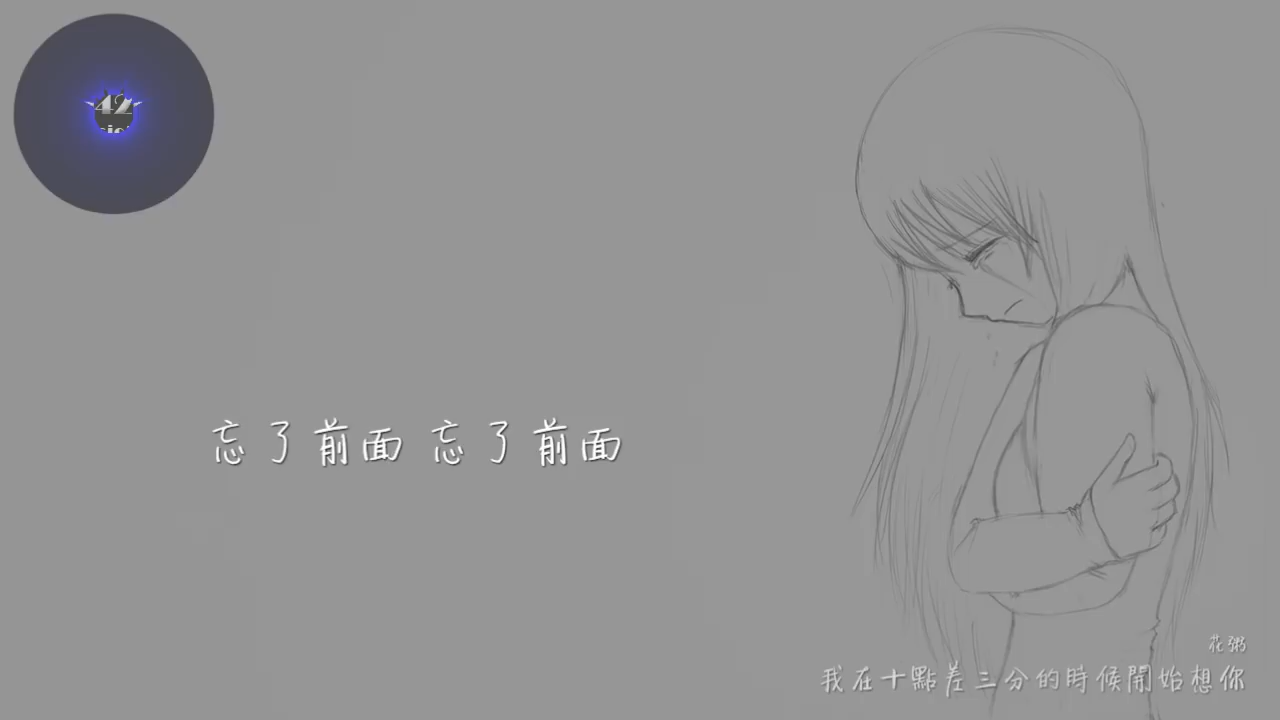 42
忘了前面 忘了前面
花粥
我在十點差三分的時候開始想你